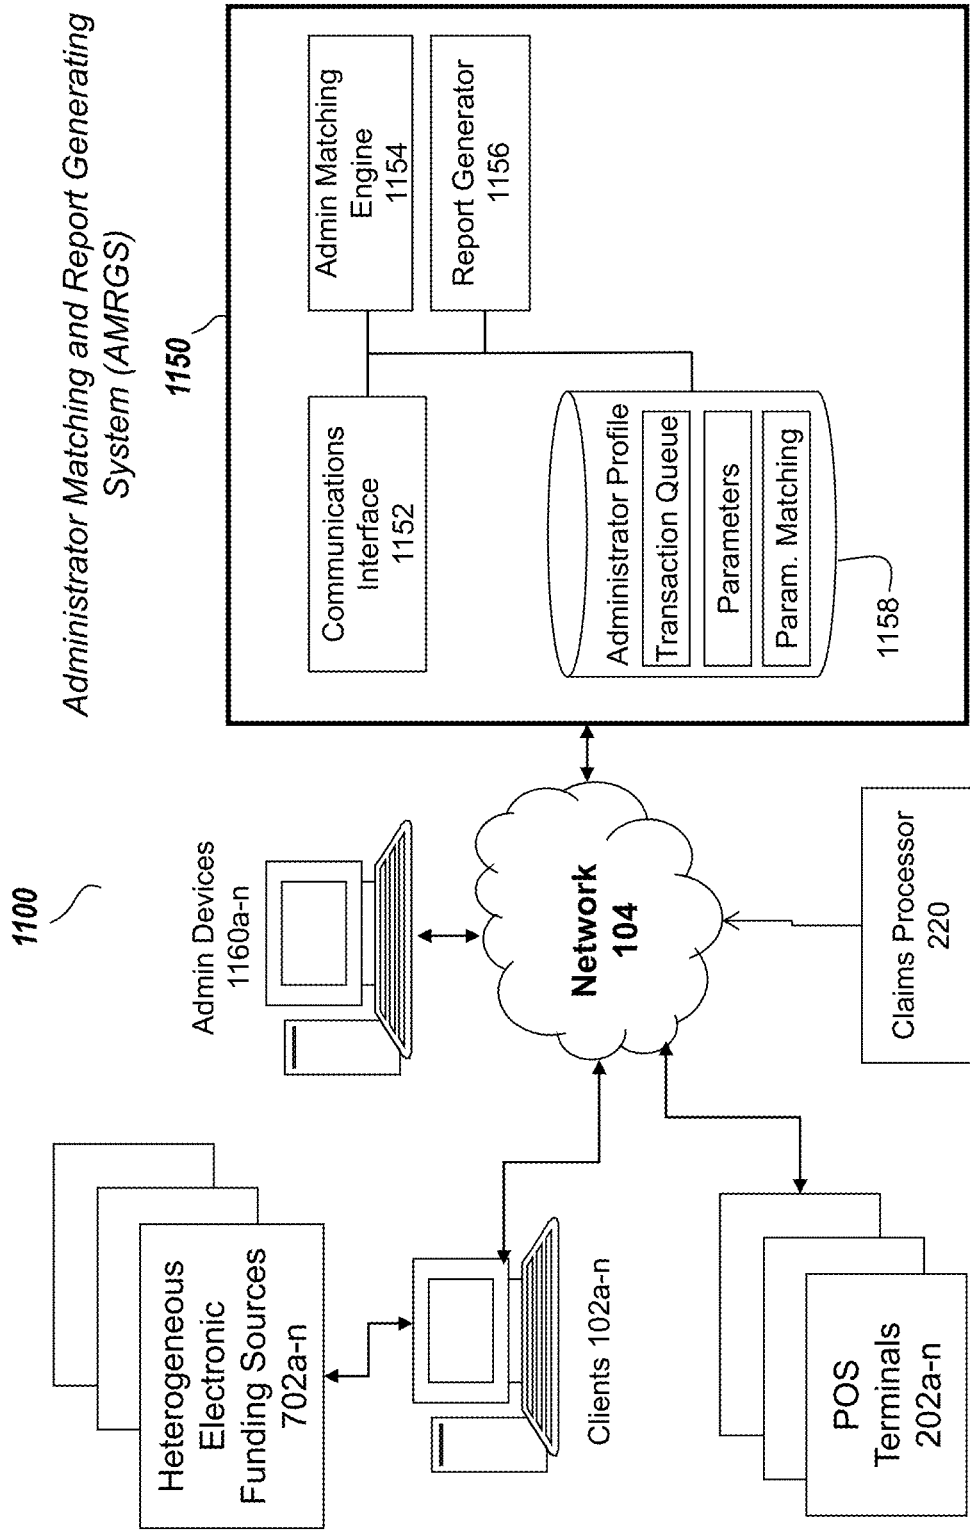 Administrator Matching and Report Generating
System (AMRGS)
1100
1150
Heterogeneous
Electronic
Funding Sources
702a-n
Admin Devices
1160a-n
Communications
Interface
1152
Admin Matching
Engine
1154
Report Generator
1156
Clients 102a-n
Network
104
Administrator Profile
Transaction Queue
Parameters
Param. Matching
1158
POS
Terminals
202a-n
Claims Processor
220